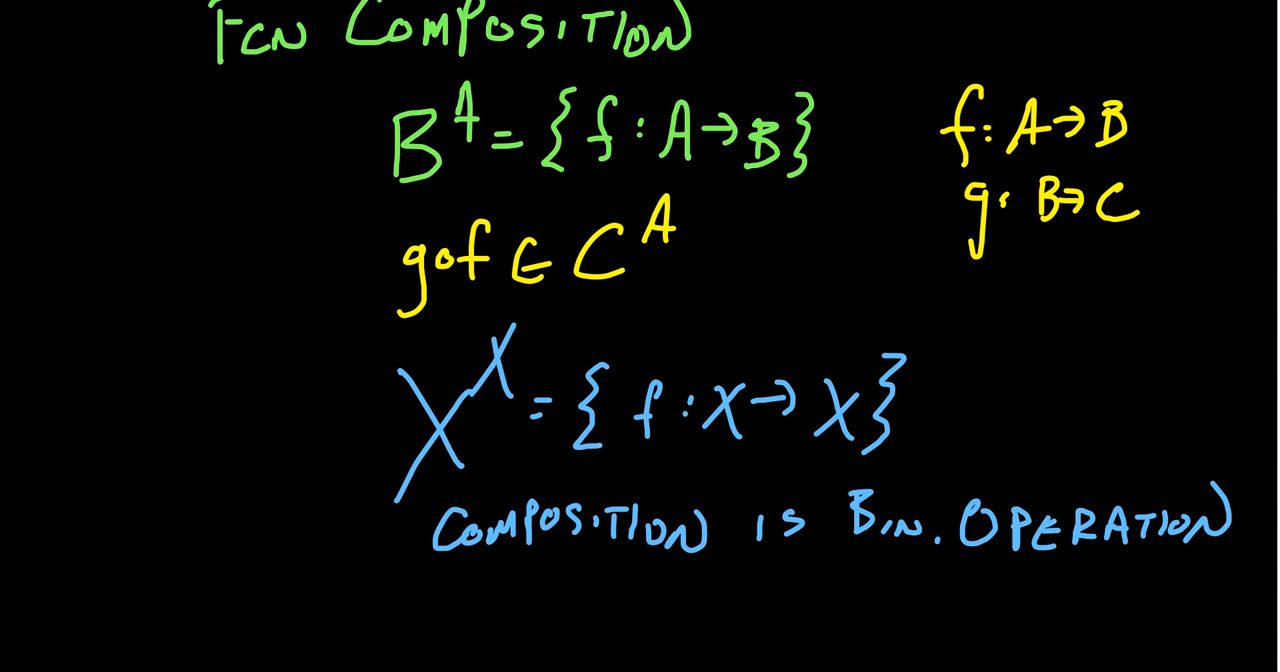 FCN COMPOSITION
B^A = {f : A → B}
f : A → B
g : B → C
g∘f ∈ C^A
X^X = {f : X → X}
COMPOSITION IS BIN. OPERATION